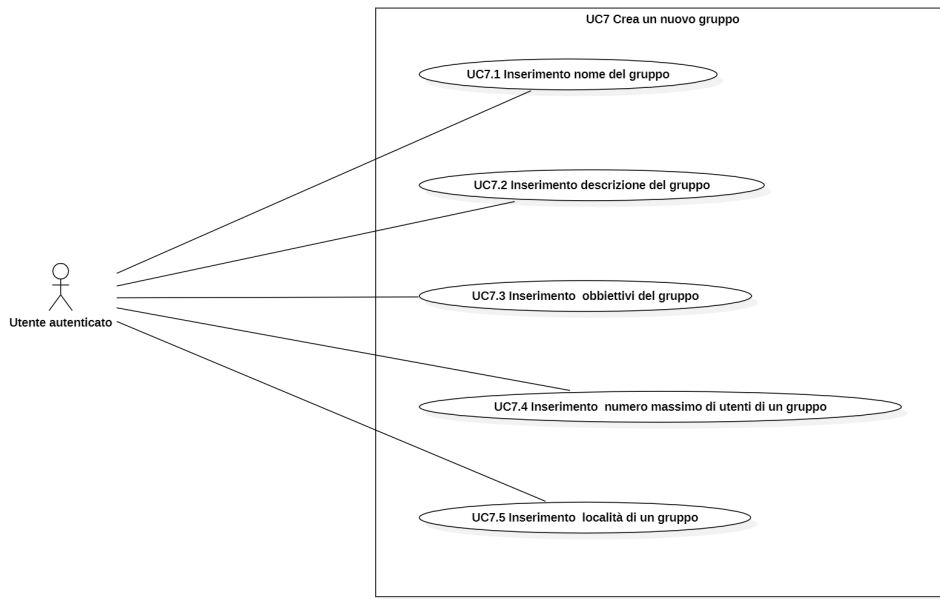 UC7 Crea un nuovo gruppo
UC7.1 Inserimento nome del gruppo
UC7.2 Inserimento descrizione del gruppo
UC7.3 Inserimento  obbiettivi del gruppo
Utente autenticato
UC7.4 Inserimento  numero massimo di utenti di un gruppo
UC7.5 Inserimento  località di un gruppo